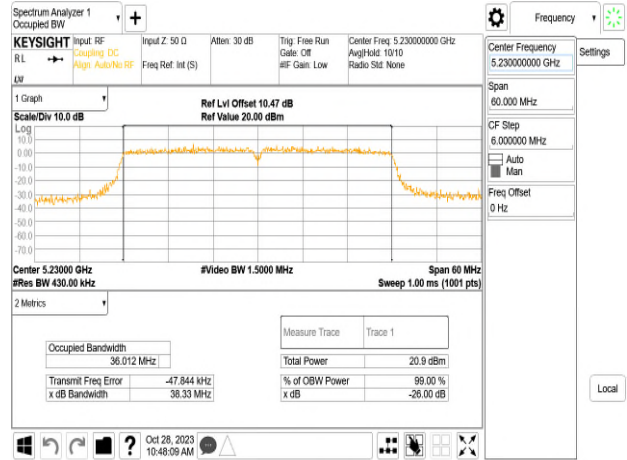 Spectrum Analyzer 1
Occupied BW
Frequency
KEYSIGHT
RL
Input: RF
Coupling: DC
Align: Auto/No RF
Input Z: 50 Ω
Freq Ref: Int (S)
Atten: 30 dB
Trig: Free Run
Gate: Off
#IF Gain: Low
Center Freq: 5.230000000 GHz
Avg|Hold: 10/10
Radio Std: None
Center Frequency
5.230000000 GHz
Settings
Span
60.000 MHz
CF Step
6.000000 MHz
Auto
Man
Freq Offset
0 Hz
Local
1 Graph
Scale/Div 10.0 dB
Ref Lvl Offset 10.47 dB
Ref Value 20.00 dBm
Log
10.0
0.00
-10.0
-20.0
-30.0
-40.0
-50.0
-60.0
-70.0
Center 5.23000 GHz
#Video BW 1.5000 MHz
Span 60 MHz
#Res BW 430.00 kHz
Sweep 1.00 ms (1001 pts)
2 Metrics
Measure Trace Trace 1
Occupied Bandwidth
36.012 MHz
Total Power 20.9 dBm
Transmit Freq Error -47.844 kHz
% of OBW Power 99.00 %
x dB Bandwidth 38.33 MHz
x dB -26.00 dB
?
Oct 28, 2023
10:48:09 AM